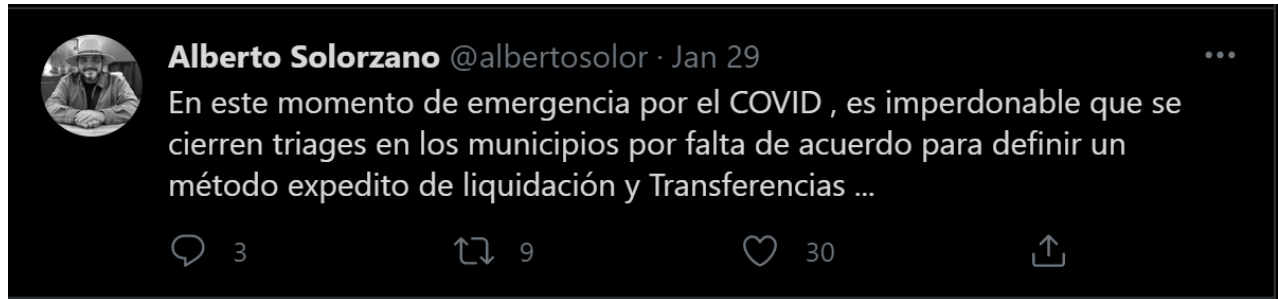 Alberto Solorzano @albertosolor · Jan 29
En este momento de emergencia por el COVID , es imperdonable que se
cierren triages en los municipios por falta de acuerdo para definir un
método expedito de liquidación y Transferencias ...
3 9 30